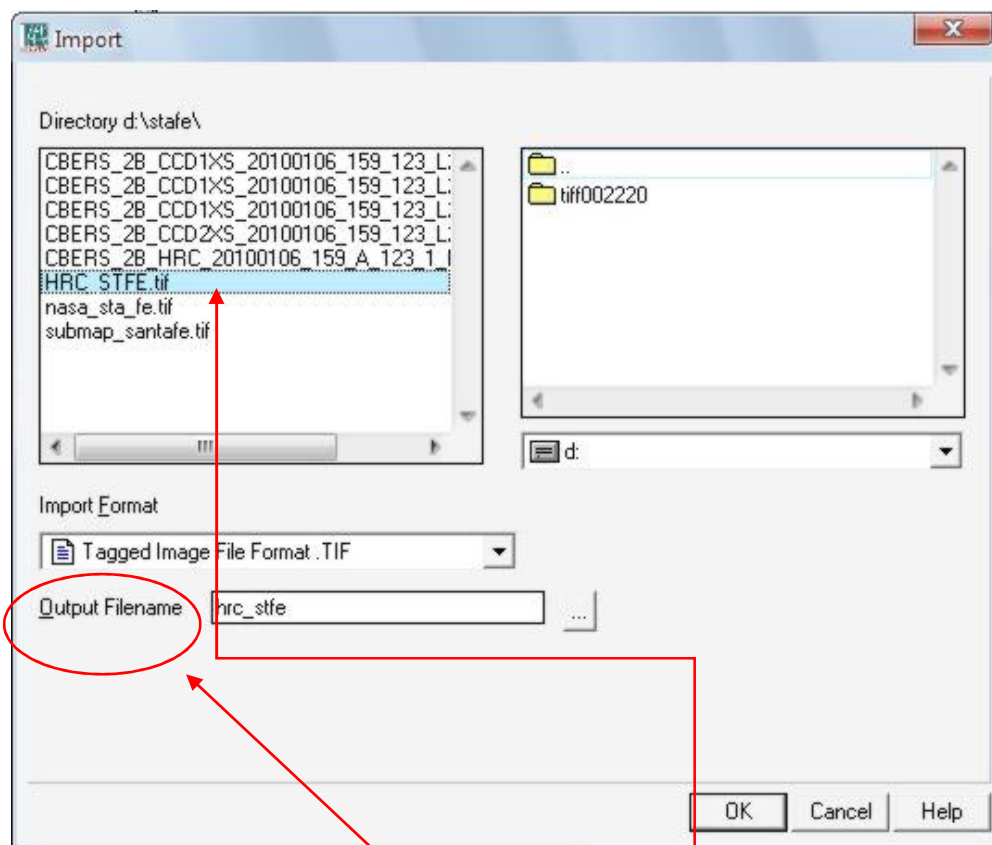 Import
Directory d:\stafe\
CBERS_2B_CCD1XS_20100106_159_123_L
CBERS_2B_CCD1XS_20100106_159_123_L
CBERS_2B_CCD1XS_20100106_159_123_L
CBERS_2B_CCD2XS_20100106_159_123_L
CBERS_2B_HRC_20100106_159_A_123_1_
HRC_STFE.tif
nasa_sta_fe.tif
submap_santafe.tif
..
tiff002220
d:
Import Format
Tagged Image File Format .TIF
Output Filename
hrc_stfe
...
OK
Cancel
Help